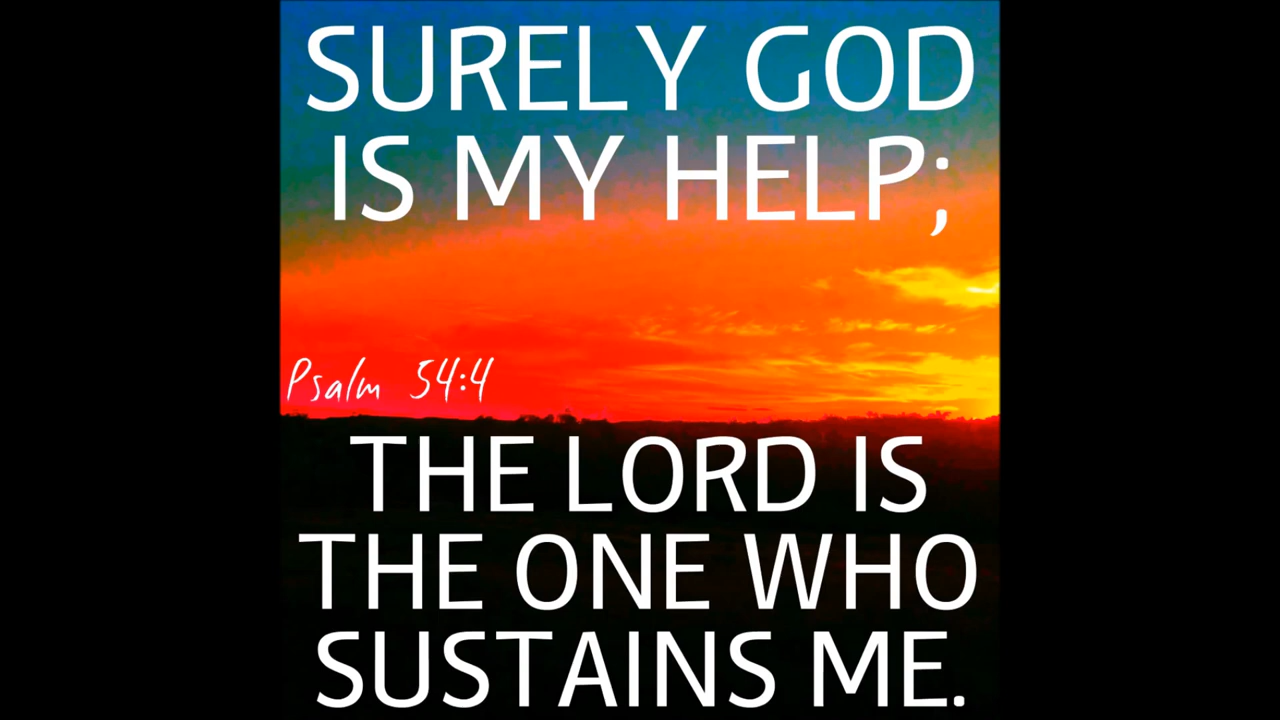 SURELY GOD
IS MY HELP;
Psalm 54:4
THE LORD IS
THE ONE WHO
SUSTAINS ME.